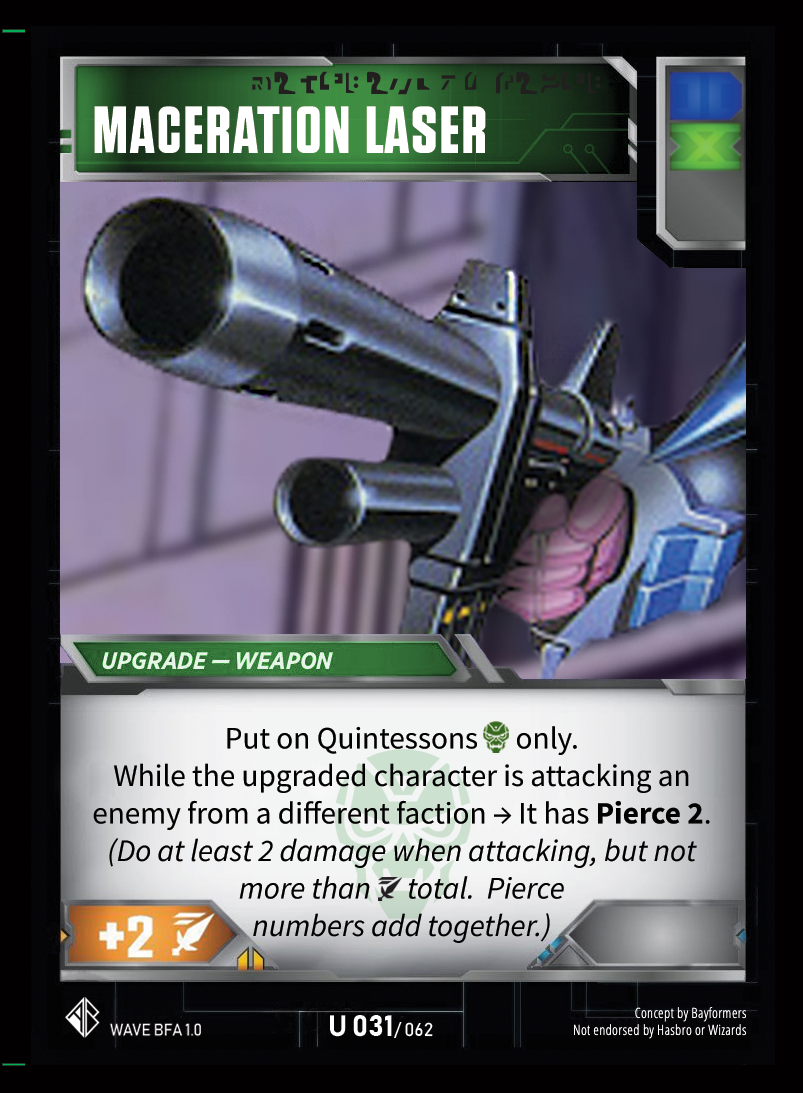 MACERATION LASER
UPGRADE — WEAPON
Put on Quintessons only.
While the upgraded character is attacking an
enemy from a different faction → It has Pierce 2.
(Do at least 2 damage when attacking, but not
more than total. Pierce
numbers add together.)
+2
WAVE BFA 1.0
U 031/062
Concept by Bayformers
Not endorsed by Hasbro or Wizards